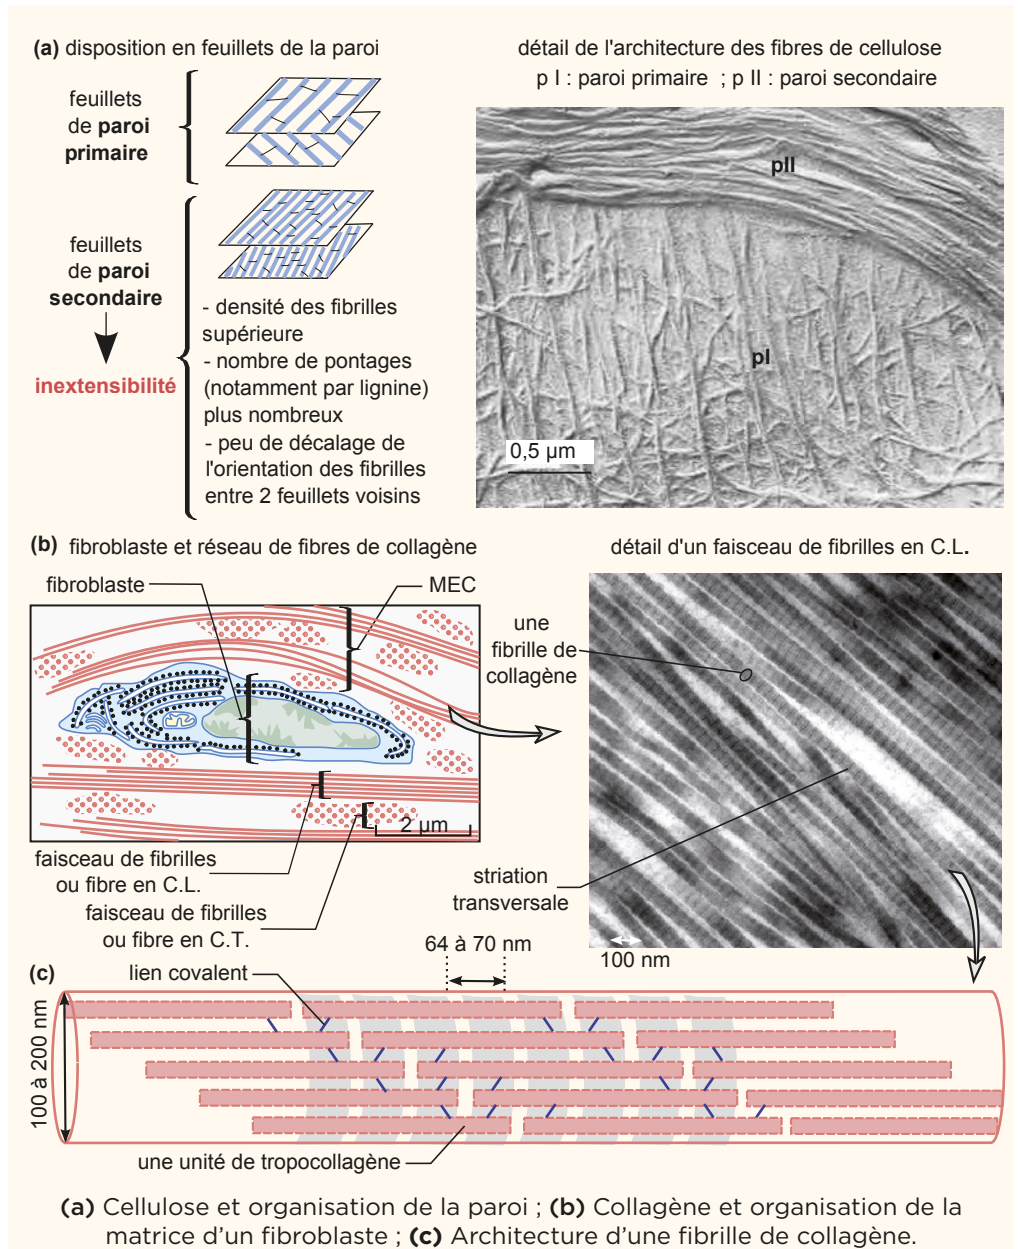 (a) disposition en feuillets de la paroi
feuillets
de paroi
primaire
feuillets
de paroi
secondaire
inextensibilité
- densité des fibrilles
supérieure
- nombre de pontages
(notamment par lignine)
plus nombreux
- peu de décalage de
l'orientation des fibrilles
entre 2 feuillets voisins
détail de l'architecture des fibres de cellulose
p I : paroi primaire ; p II : paroi secondaire
pII
pI
0,5 µm
(b) fibroblaste et réseau de fibres de collagène
fibroblaste
MEC
2 µm
faisceau de fibrilles
ou fibre en C.L.
faisceau de fibrilles
ou fibre en C.T.
détail d'un faisceau de fibrilles en C.L.
une
fibrille de
collagène
striation
transversale
100 nm
(c)
lien covalent
64 à 70 nm
100 à 200 nm
une unité de tropocollagène
(a) Cellulose et organisation de la paroi ; (b) Collagène et organisation de la
matrice d'un fibroblaste ; (c) Architecture d'une fibrille de collagène.